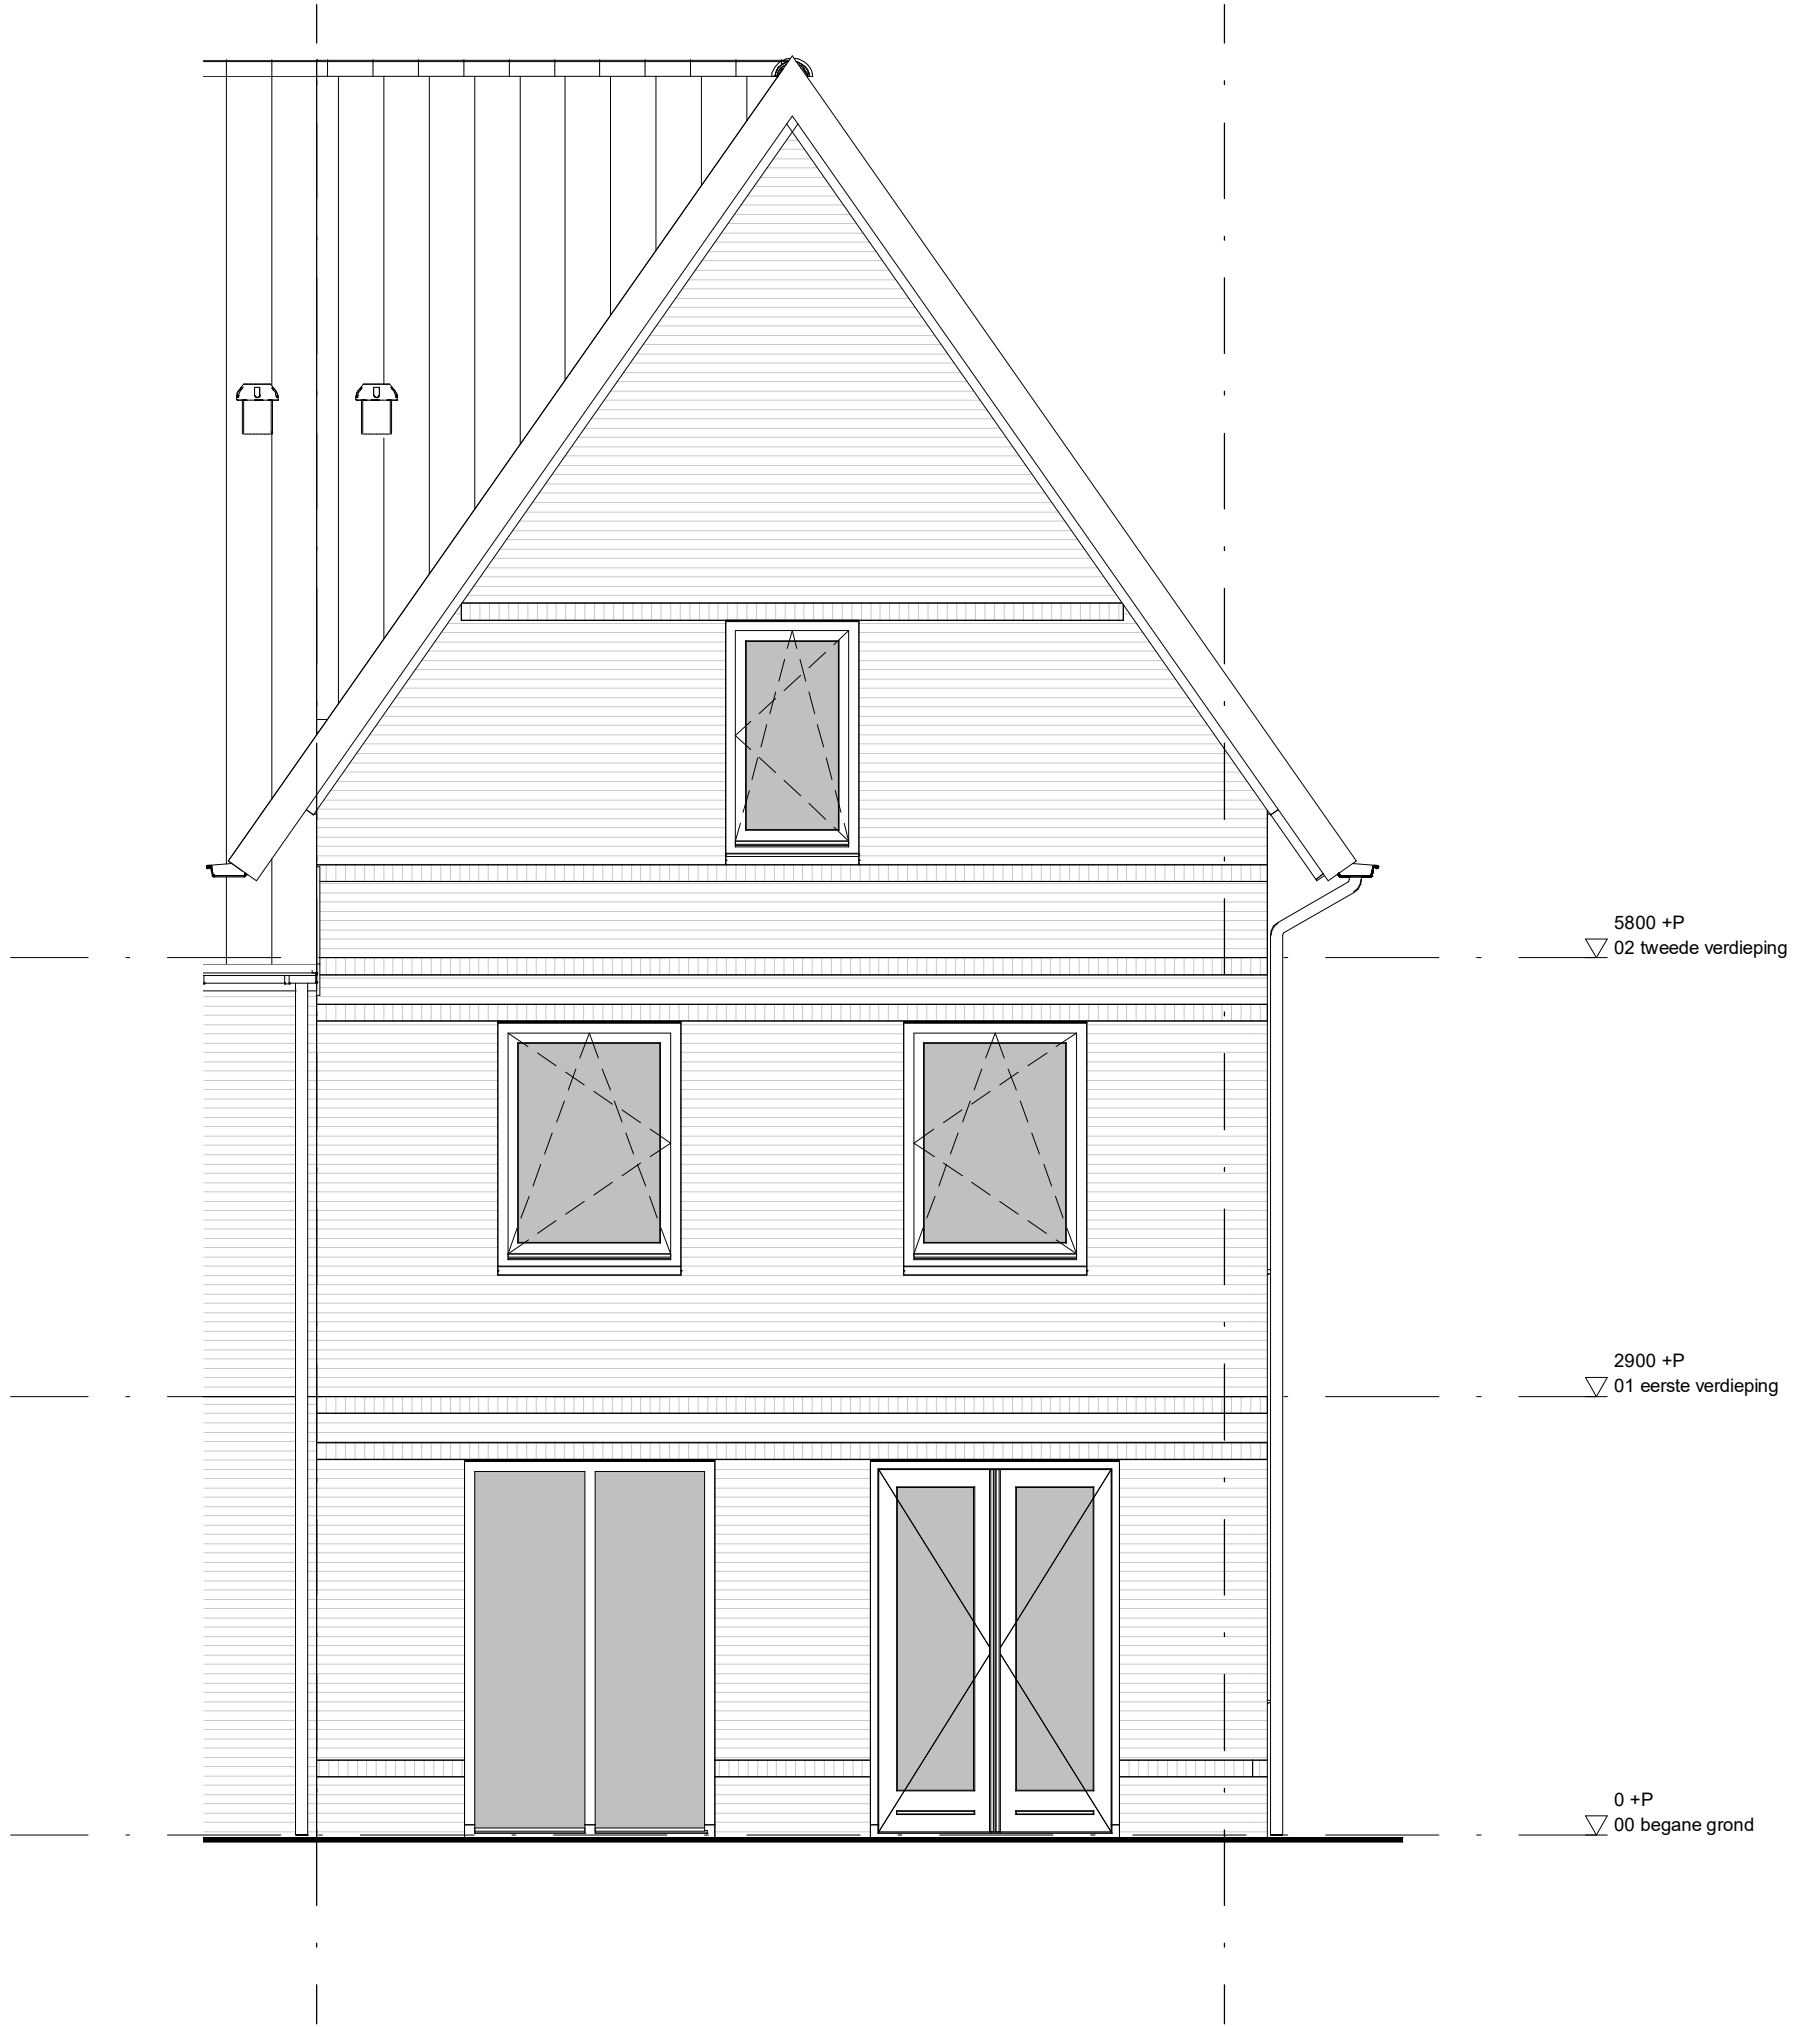 5800 +P
02 tweede verdieping
2900 +P
01 eerste verdieping
0 +P
00 begane grond